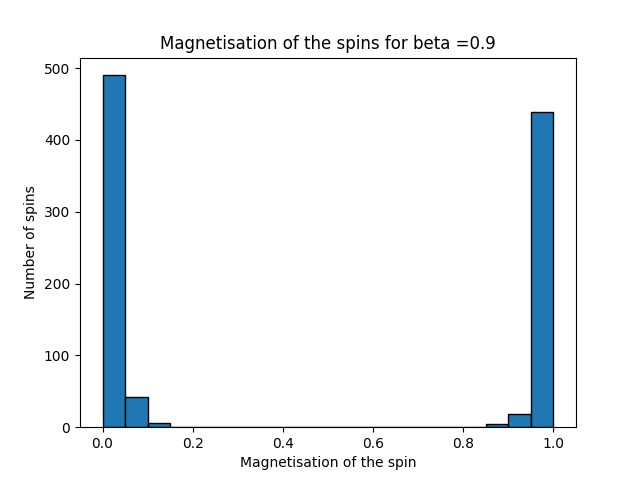 Magnetisation of the spins for beta =0.9
500
400
300
200
100
0
Number of spins
0.0 0.2 0.4 0.6 0.8 1.0
Magnetisation of the spin